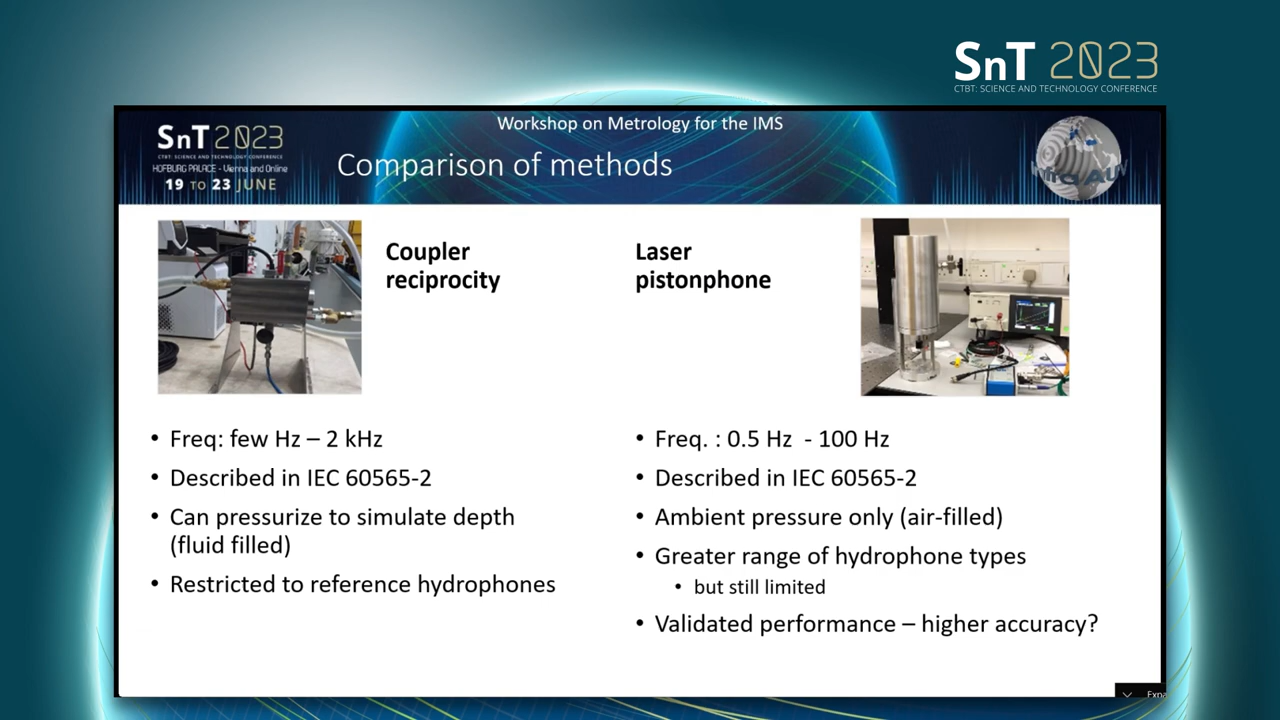 SnT 2023
CTBT: SCIENCE AND TECHNOLOGY CONFERENCE
Workshop on Metrology for the IMS
SnT 2023
CTBT: SCIENCE AND TECHNOLOGY CONFERENCE
HOFBURG PALACE - Vienna and Online
19 TO 23 JUNE
Comparison of methods
Coupler
reciprocity
Laser
pistonphone
• Freq: few Hz – 2 kHz
• Described in IEC 60565-2
• Can pressurize to simulate depth
(fluid filled)
• Restricted to reference hydrophones
• Freq. : 0.5 Hz - 100 Hz
• Described in IEC 60565-2
• Ambient pressure only (air-filled)
• Greater range of hydrophone types
• but still limited
• Validated performance – higher accuracy?